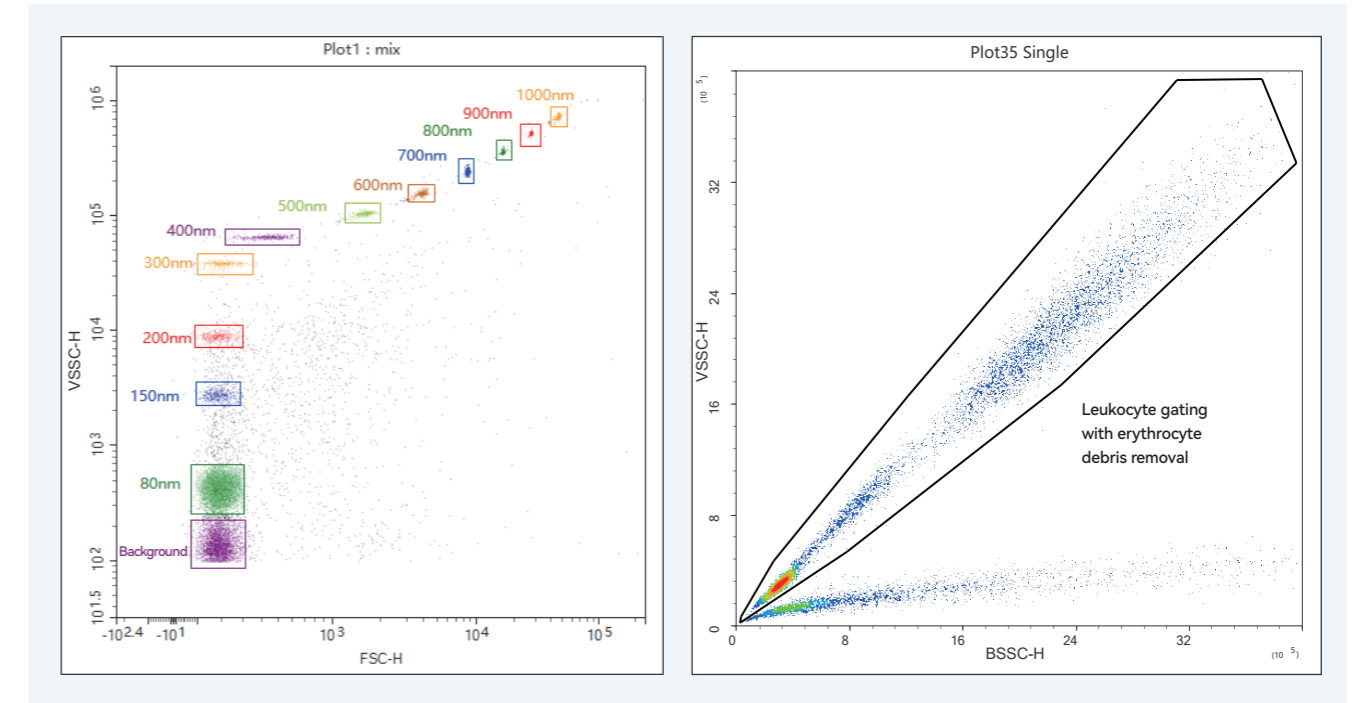 Plot1 : mix
10 6
10 5
10 4
10 3
10 2
10 1.5
VSSC-H
1000nm
900nm
800nm
700nm
600nm
500nm
400nm
300nm
200nm
150nm
80nm
Background
-10 2.4
-10 1
10 3
10 4
10 5
FSC-H
Plot35 Single
(10 5)
32
24
16
8
0
VSSC-H
Leukocyte gating
with erythrocyte
debris removal
0
8
16
24
32
BSSC-H
(10 5)